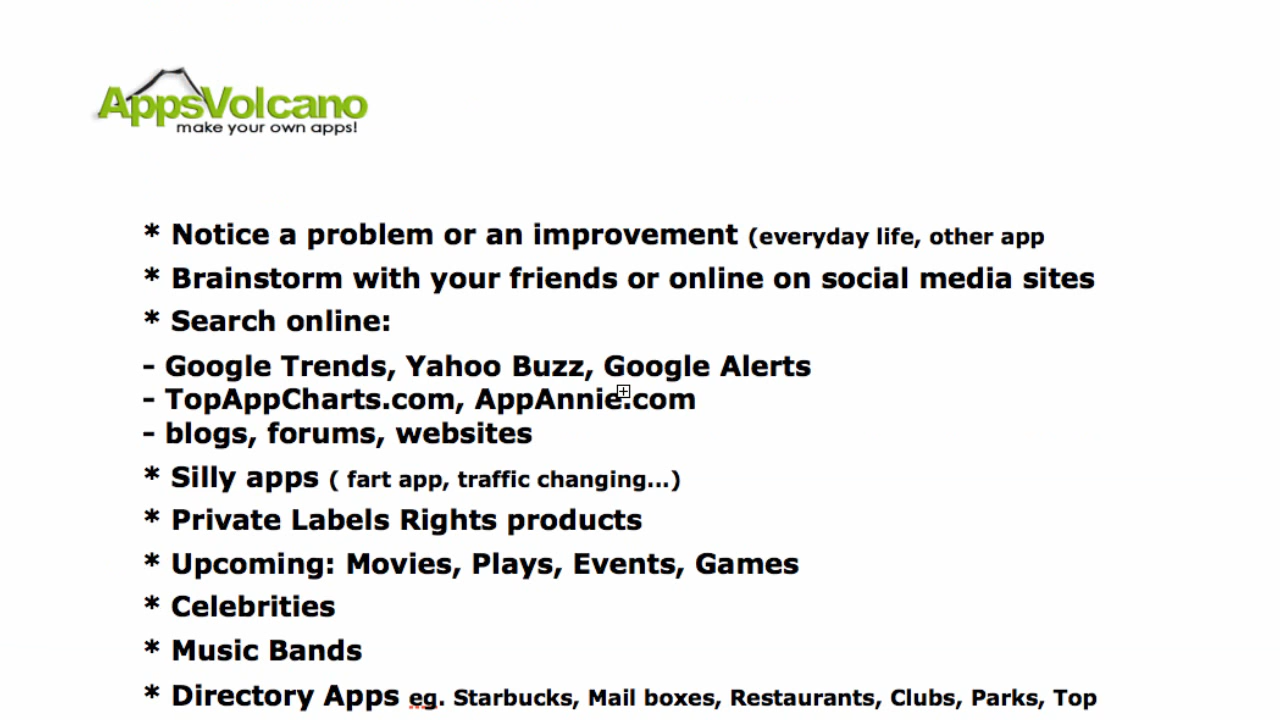 AppsVolcano
make your own apps!
* Notice a problem or an improvement (everyday life, other app
* Brainstorm with your friends or online on social media sites
* Search online:
- Google Trends, Yahoo Buzz, Google Alerts
- TopAppCharts.com, AppAnnie.com
- blogs, forums, websites
* Silly apps ( fart app, traffic changing...)
* Private Labels Rights products
* Upcoming: Movies, Plays, Events, Games
* Celebrities
* Music Bands
* Directory Apps eg. Starbucks, Mail boxes, Restaurants, Clubs, Parks, Top